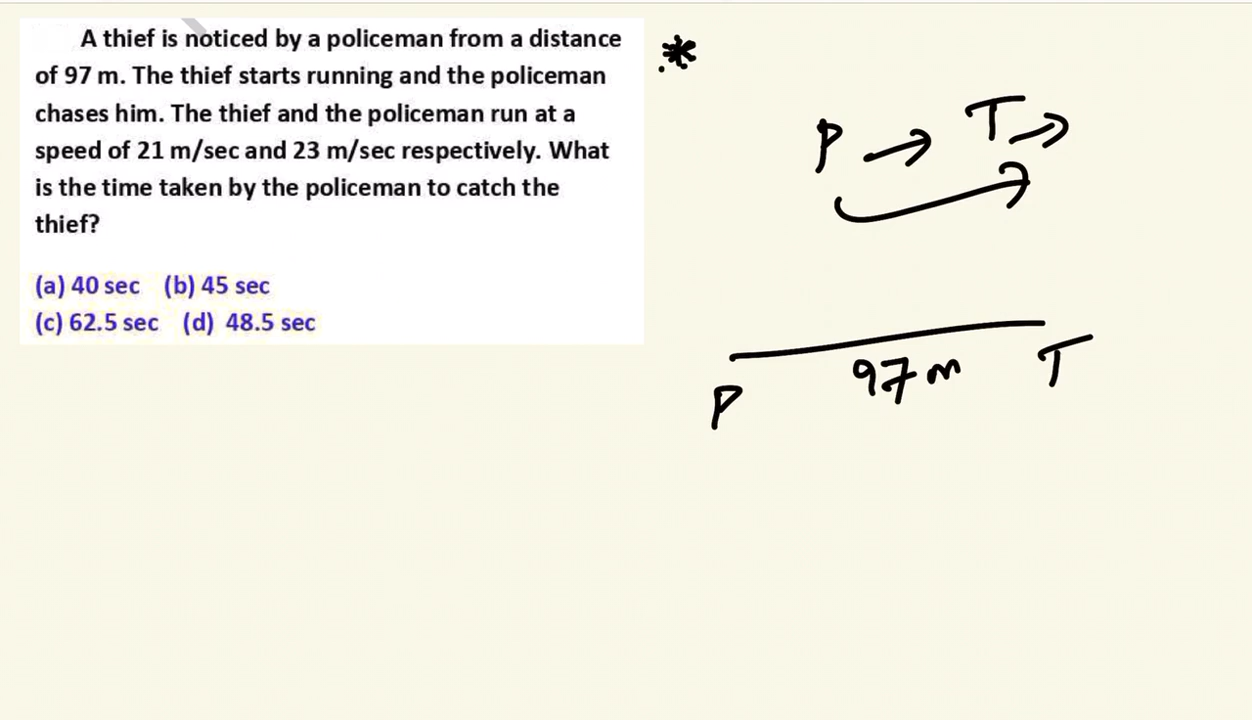 A thief is noticed by a policeman from a distance
of 97 m. The thief starts running and the policeman
chases him. The thief and the policeman run at a
speed of 21 m/sec and 23 m/sec respectively. What
is the time taken by the policeman to catch the
thief?
(a) 40 sec (b) 45 sec
(c) 62.5 sec (d) 48.5 sec
*
P → T →
P 97 m T